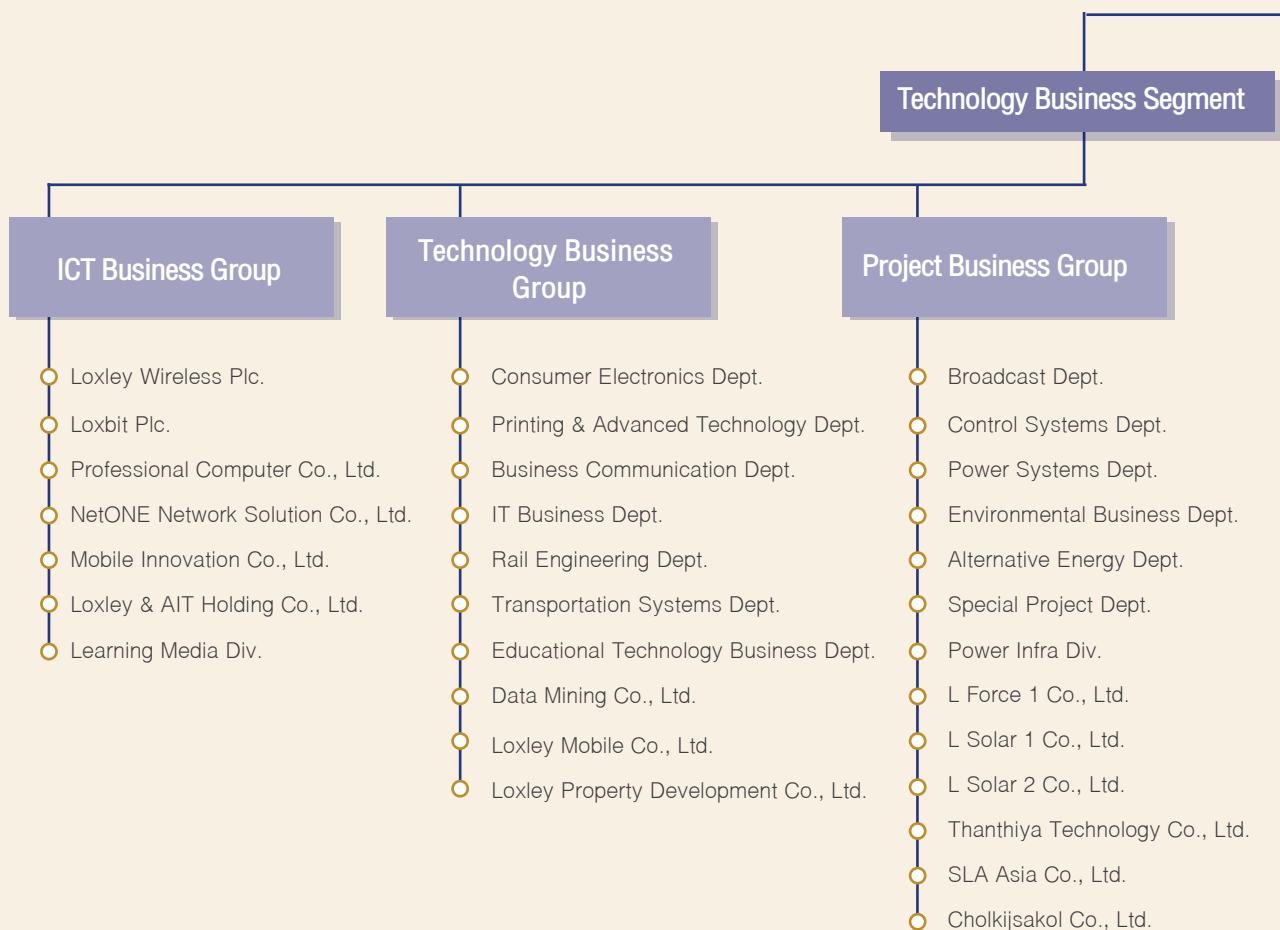 Technology Business Segment
ICT Business Group
Loxley Wireless Plc.
Loxbit Plc.
Professional Computer Co., Ltd.
NetONE Network Solution Co., Ltd.
Mobile Innovation Co., Ltd.
Loxley & AIT Holding Co., Ltd.
Learning Media Div.
Technology Business
Group
Consumer Electronics Dept.
Printing & Advanced Technology Dept.
Business Communication Dept.
IT Business Dept.
Rail Engineering Dept.
Transportation Systems Dept.
Educational Technology Business Dept.
Data Mining Co., Ltd.
Loxley Mobile Co., Ltd.
Loxley Property Development Co., Ltd.
Project Business Group
Broadcast Dept.
Control Systems Dept.
Power Systems Dept.
Environmental Business Dept.
Alternative Energy Dept.
Special Project Dept.
Power Infra Div.
L Force 1 Co., Ltd.
L Solar 1 Co., Ltd.
L Solar 2 Co., Ltd.
Thanthiya Technology Co., Ltd.
SLA Asia Co., Ltd.
Cholkijsakol Co., Ltd.